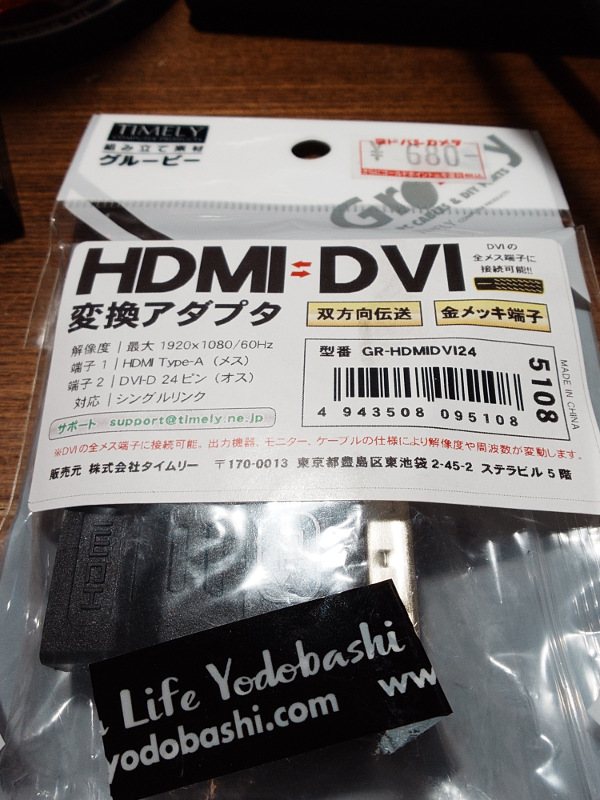 TIMELY
組み立て素材
グルービー
ヨドバシカメラ
¥ 680-
HDMI⇄DVI
DVIの
全メス端子に
接続可能!!
変換アダプタ
双方向伝送
金メッキ端子
解像度｜最大 1920x1080/60Hz
端子 1｜HDMI Type-A（メス）
端子 2｜DVI-D 24ピン（オス）
対応｜シングルリンク
サポート support@timely.ne.jp
型番 GR-HDMIDVI24
4 943508 095108
5108
MADE IN CHINA
※DVIの全メス端子に接続可能。出力機器、モニター、ケーブルの仕様により解像度や周波数が変動します。
販売元 株式会社タイムリー 〒170-0013 東京都豊島区東池袋 2-45-2 ステラビル 5 階
HDMI
Life Yodobashi
yodobashi.com
ww